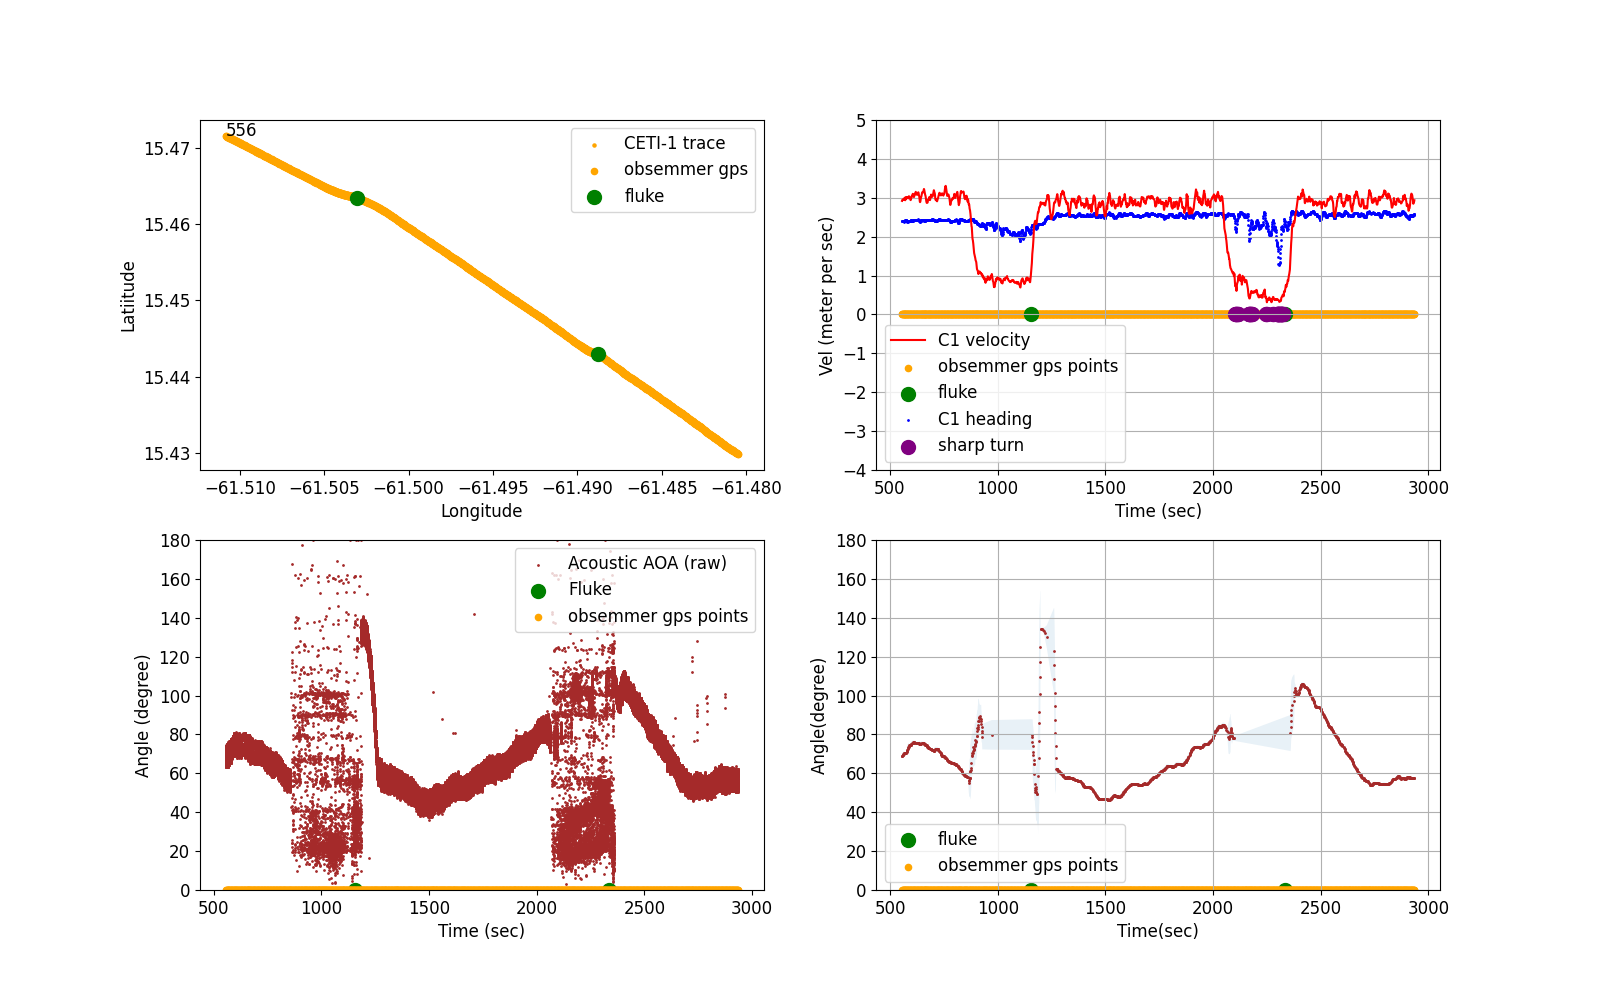 556
CETI-1 trace
obsemmer gps
fluke
15.47
15.46
15.45
15.44
15.43
Latiitude
−61.510 −61.505 −61.500 −61.495 −61.490 −61.485 −61.480
Longitude
5
4
3
2
1
0
−1
−2
−3
−4
Vel (meter per sec)
C1 velocity
obsemmer gps points
fluke
C1 heading
sharp turn
500 1000 1500 2000 2500 3000
Time (sec)
180
160
140
120
100
80
60
40
20
0
Angle (degree)
Acoustic AOA (raw)
Fluke
obsemmer gps points
500 1000 1500 2000 2500 3000
Time (sec)
180
160
140
120
100
80
60
40
20
0
Angle(degree)
fluke
obsemmer gps points
500 1000 1500 2000 2500 3000
Time(sec)